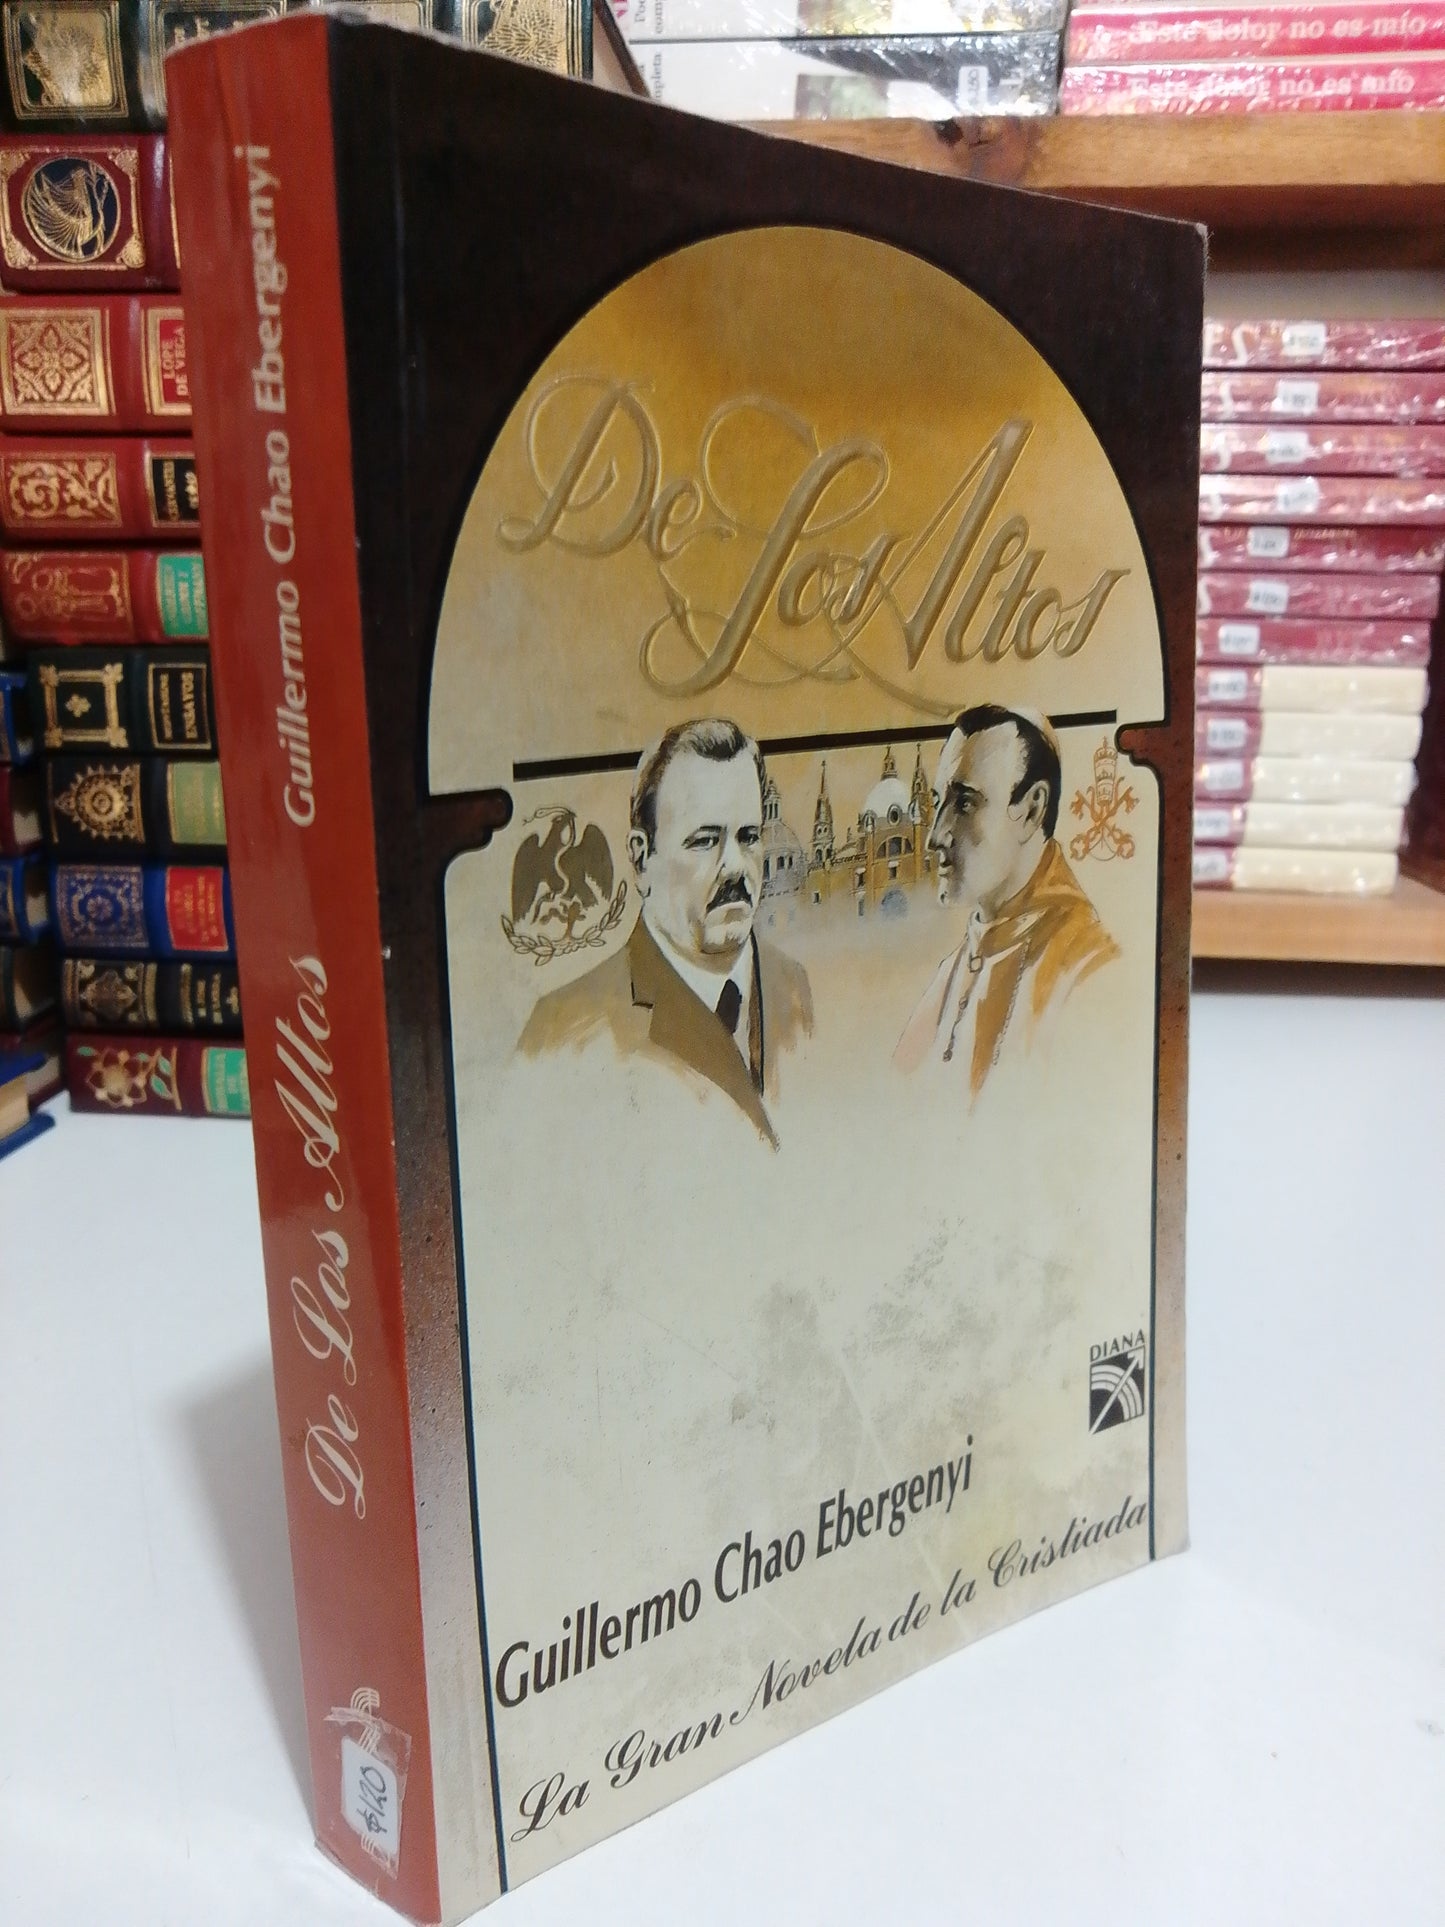 De Los Altos
DIANA
Guillermo Chao Ebergenyi
La Gran Novela de la Cristiada
Guillermo Chao Ebergenyi
De Los Altos
$120
Este dolor no es mío
Este dolor no es mío
LOPE
DE VEGA
ENSAYOS